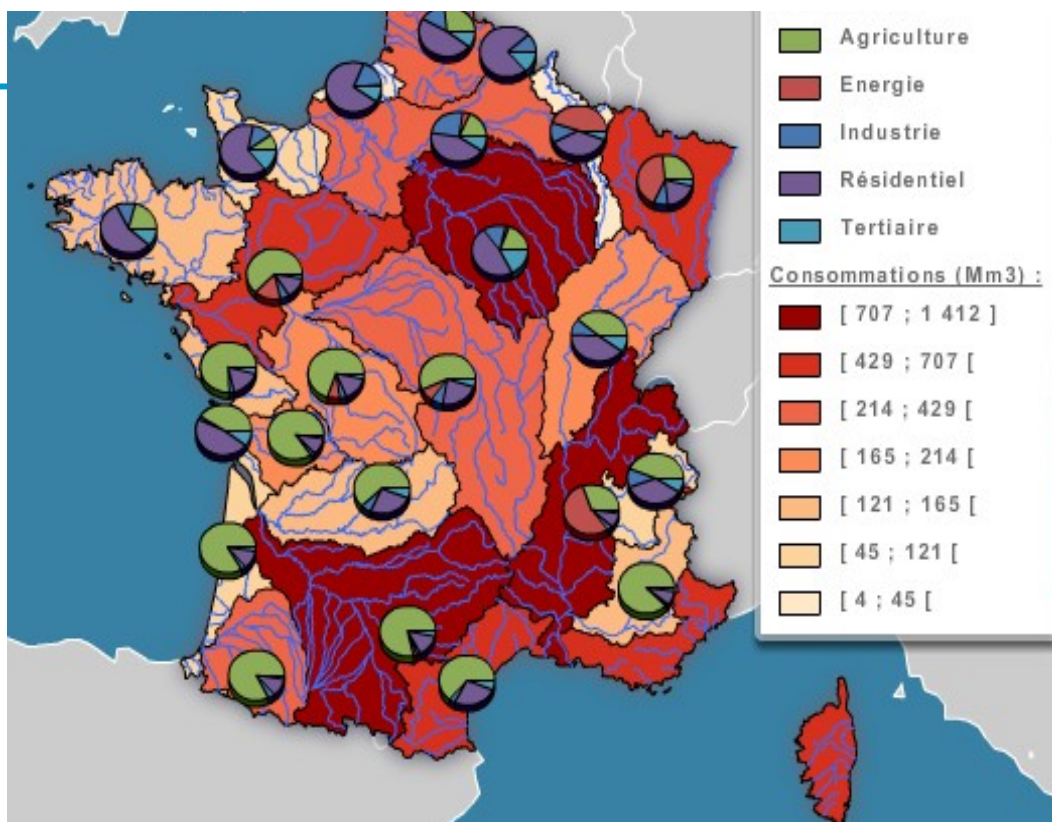 Agriculture
Energie
Industrie
Résidentiel
Tertiaire
Consommations (Mm3) :
[ 707 ; 1 412 ]
[ 429 ; 707 [
[ 214 ; 429 [
[ 165 ; 214 [
[ 121 ; 165 [
[ 45 ; 121 [
[ 4 ; 45 [